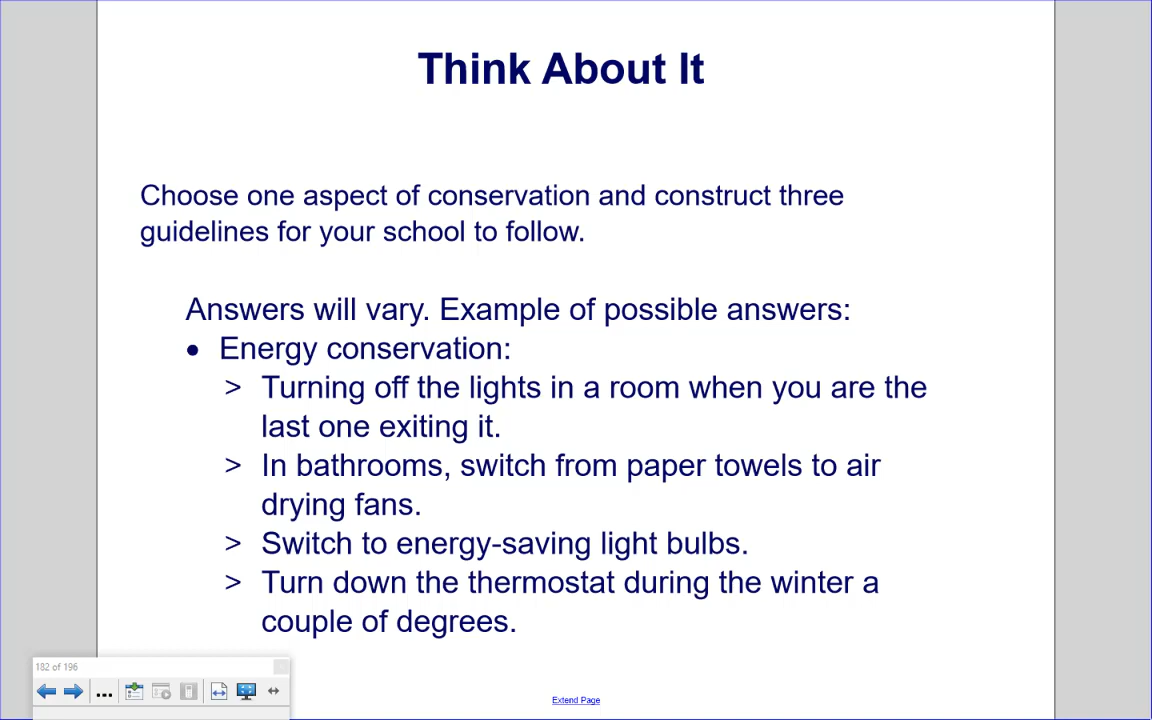 Think About It
Choose one aspect of conservation and construct three
guidelines for your school to follow.
Answers will vary. Example of possible answers:
• Energy conservation:
> Turning off the lights in a room when you are the
last one exiting it.
> In bathrooms, switch from paper towels to air
drying fans.
> Switch to energy-saving light bulbs.
> Turn down the thermostat during the winter a
couple of degrees.
182 of 196
...
Extend Page